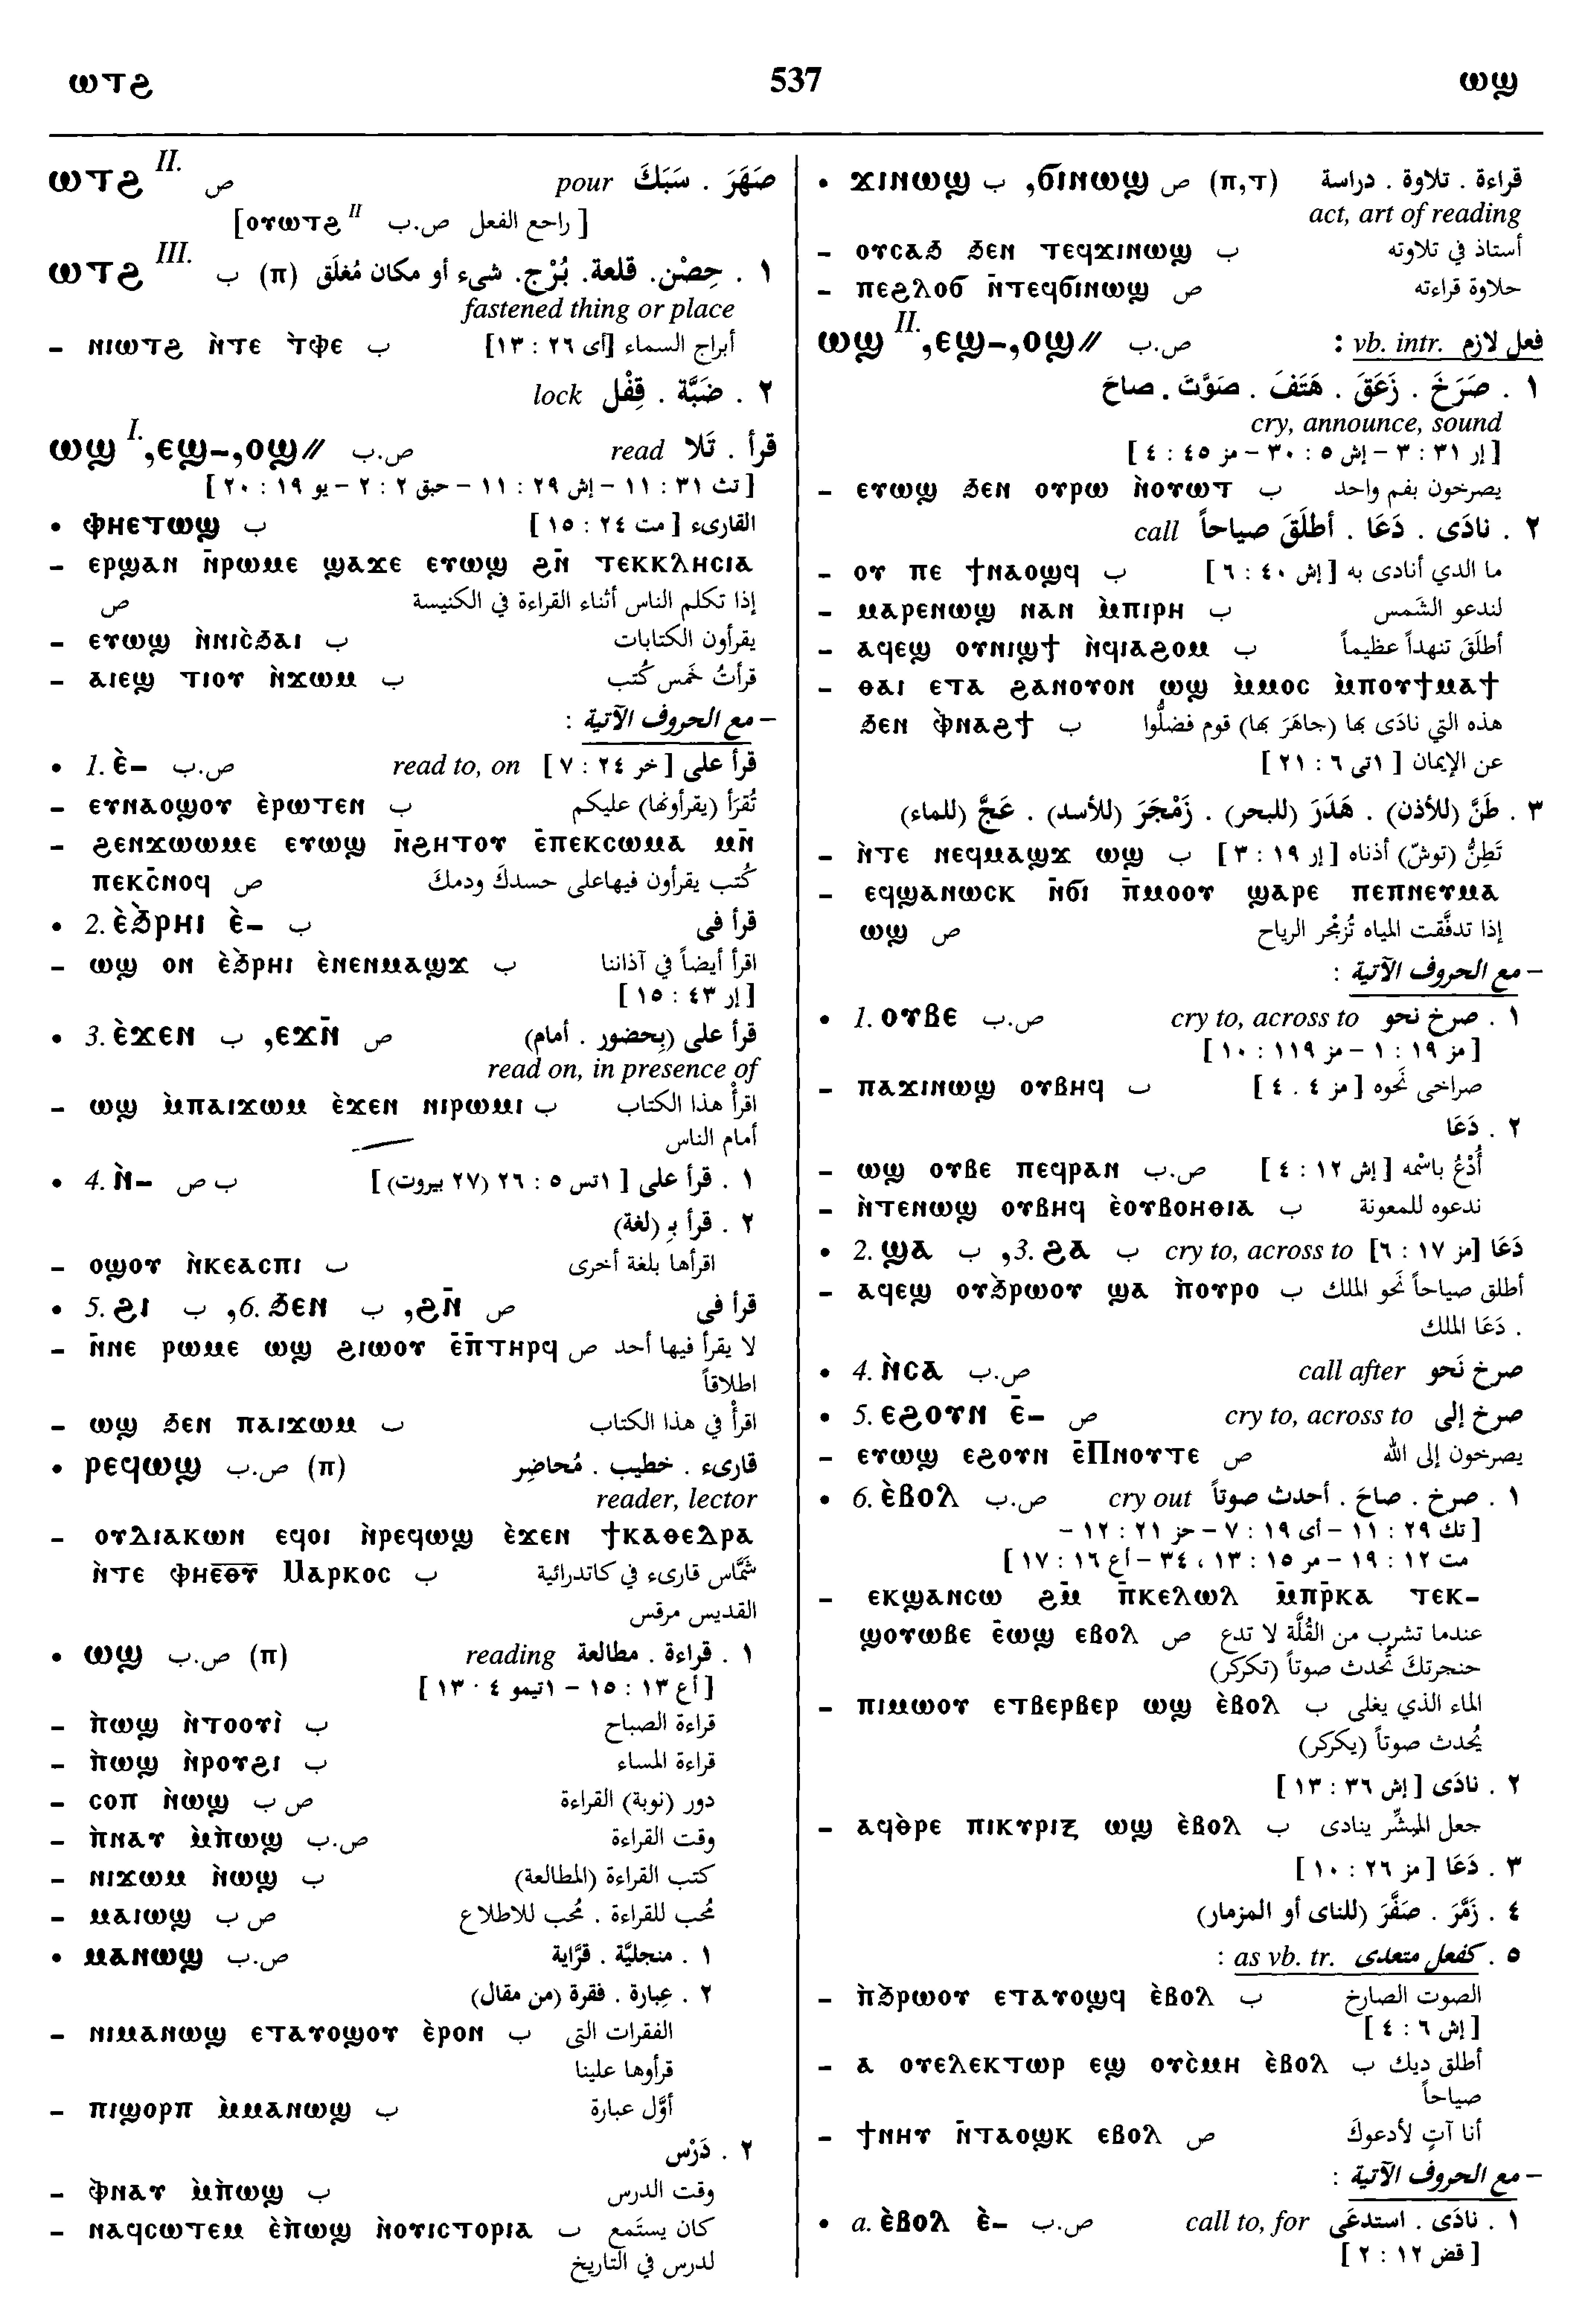 ⲱⲧϩ 537 ⲱϣ
ⲱⲧϩ II. ص صَهَرَ . سَبَكَ pour
[ⲟⲩⲱⲧϩ II راجع الفعل ص.ب ]
ⲱⲧϩ III. ب (ⲡ) ١ . حِصْن. قلعة. بُرْج. شىء أو مكان مُغلَق
fastened thing or place
– ⲛⲓⲱⲧϩ ⲛ̀ⲧⲉ ⲧ̀ⲫⲉ ب أبراج السماء [أى ٢٦ : ١٣]
٢ . ضَبَّة . قِفْل lock
ⲱϣ I.,ⲉϣ–,ⲟϣ// ص.ب قرأ . تَلا read
[ تث ٣١ : ١١ – إش ٢٩ : ١١ – حبق ٢ : ٢ – يو ١٩ : ٢٠ ]
• ⲫⲏⲉⲧⲱϣ ب القارىء [ مت ٢٤ : ١٥ ]
– ⲉⲣϣⲁⲛ ⲛ̄ⲣⲱⲙⲉ ϣⲁϫⲉ ⲉⲩⲱϣ ϩⲛ̄ ⲧⲉⲕⲕⲗⲏⲥⲓⲁ
إذا تكلم الناس أثناء القراءة في الكنيسة ص
– ⲉⲩⲱϣ ⲛ̀ⲛⲓⲥ̀ϧⲁⲓ ب يقرأون الكتابات
– ⲁⲓⲉϣ ⲧⲓⲟⲩ ⲛ̀ϫⲱⲙ ب قرأتُ خَمس كُتب
– مع الحروف الآتية :
• 1. ⲉ̀– ص.ب قرأ على [ خر ٢٤ : ٧ ] read to, on
– ⲉⲩⲛⲁⲟϣⲟⲩ ⲉ̀ⲣⲱⲧⲉⲛ ب تُقرَأ (يقرأونها) عليكم
– ϩⲉⲛϫⲱⲱⲙⲉ ⲉⲩⲱϣ ⲛ̄ϩⲏⲧⲟⲩ ⲉ̄ⲡⲉⲕⲥⲱⲙⲁ ⲙⲛ̄
ⲡⲉⲕⲥ̄ⲛⲟϥ ص كُتب يقرأون فيهاعلى جسدك ودمك
• 2. ⲉ̀ϧ̀ⲣⲏⲓ ⲉ̀– ب قرأ فى
– ⲱϣ ⲟⲛ ⲉ̀ϧ̀ⲣⲏⲓ ⲉ̀ⲛⲉⲛⲙⲁϣϫ ب اقرأ أيضاً في آذاننا
[ إر ٤٣ : ١٥ ]
• 3. ⲉ̀ϫⲉⲛ ب ,ⲉϫⲛ̄ ص قرأ على (بِحضور . أمام)
read on, in presence of
– ⲱϣ ⲙ̀ⲡⲁⲓϫⲱⲙ ⲉ̀ϫⲉⲛ ⲛⲓⲣⲱⲙⲓ ب اقرأ هذا الكتاب
أمام الناس
• 4. ⲛ̀– ب ص ١ . قرأ على [ ١تس ٥ : ٢٦ (٢٧ بيروت) ]
٢ . قرأ بـِ (لغة)
– ⲟϣⲟⲩ ⲛ̀ⲕⲉⲁⲥⲡⲓ ب اقرأها بلغة أخرى
• 5. ϩⲓ ب ,6. ϧⲉⲛ ب ,ϩⲛ̄ ص قرأ فى
– ⲛ̄ⲛⲉ ⲣⲱⲙⲉ ⲱϣ ϩⲓⲱⲟⲩ ⲉ̄ⲡ̄ⲧⲏⲣϥ ص لا يقرأ فيها أحد
اطلاقاً
– ⲱϣ ϧⲉⲛ ⲡⲁⲓϫⲱⲙ ب اقرأْ في هذا الكتاب
• ⲣⲉϥⲱϣ ص.ب (ⲡ) قارىء . خطيب . مُحاضِر
reader, lector
– ⲟⲩⲇⲓⲁⲕⲱⲛ ⲉϥⲟⲓ ⲛ̀ⲣⲉϥⲱϣ ⲉ̀ϫⲉⲛ ϯⲕⲁⲑⲉⲇⲣⲁ
ⲛ̀ⲧⲉ ⲫⲏⲉ̅ⲑ̅ⲩ̅ Ⲙⲁⲣⲕⲟⲥ ب شَمَّاس قارىء في كاتدرائية
القديس مرقس
• ⲱϣ ص.ب (ⲡ) ١ . قراءة . مطالعة reading
[ أع ١٣ : ١٥ – ١تيمو ٤ · ١٣ ]
– ⲡ̀ⲱϣ ⲛ̀ⲧⲟⲟⲩⲓ̀ ب قراءة الصباح
– ⲡ̀ⲱϣ ⲛ̀ⲣⲟⲩϩⲓ ب قراءة المساء
– ⲥⲟⲡ ⲛ̀ⲱϣ ص ب دور (نوبة) القراءة
– ⲡ̀ⲛⲁⲩ ⲙ̀ⲡ̀ⲱϣ ص.ب وقت القراءة
– ⲛⲓϫⲱⲙ ⲛ̀ⲱϣ ب كتب القراءة (المطالعة)
– ⲙⲁⲓⲱϣ ص ب مُحب للقراءة . مُحب للاطلاع
• ⲙⲁⲛⲱϣ ص.ب ١ . منجليَّة . قرَّاية
٢ . عِبارة . فقرة (من مقال)
– ⲛⲓⲙⲁⲛⲱϣ ⲉⲧⲁⲩⲟϣⲟⲩ ⲉ̀ⲣⲟⲛ ب الفقرات التى
قرأوها علينا
– ⲡⲓϣⲟⲣⲡ ⲙ̀ⲙⲁⲛⲱϣ ب أوَّل عبارة
٢ . دَرْس
– ⲫ̀ⲛⲁⲩ ⲙ̀ⲡ̀ⲱϣ ب وقت الدرس
– ⲛⲁϥⲥⲱⲧⲉⲙ ⲉ̀ⲡ̀ⲱϣ ⲛ̀ⲟⲩⲓⲥⲧⲟⲣⲓⲁ ب كان يستمع
لدرس في التاريخ
• ϫⲓⲛⲱϣ ب ,ϭⲓⲛⲱϣ ص (ⲡ,ⲧ) قراءة . تلاوة . دراسة
act, art of reading
– ⲟⲩⲥⲁϧ ϧⲉⲛ ⲧⲉϥϫⲓⲛⲱϣ ب أستاذ في تلاوته
– ⲡⲉϩⲗⲟϭ ⲛ̄ⲧⲉϥϭⲓⲛⲱϣ ص حلاوة قراءته
ⲱϣ II.,ⲉϣ–,ⲟϣ// ص.ب فعل لازم vb. intr. :
١ . صَرَخَ . زَعَقَ . هَتَفَ . صَوَّتَ . صاحَ
cry, announce, sound
[ إر ٣١ : ٣ – إش ٥ : ٣٠ – مز ٤٥ : ٤ ]
– ⲉⲩⲱϣ ϧⲉⲛ ⲟⲩⲣⲱ ⲛ̀ⲟⲩⲱⲧ ب يصرخون بفم واحد
٢ . نادَى . دَعَا . أطلَقَ صياحاً call
– ⲟⲩ ⲡⲉ ϯⲛⲁⲟϣϥ ب ما الذي أنادى به [ إش ٤٠ : ٦ ]
– ⲙⲁⲣⲉⲛⲱϣ ⲛⲁⲛ ⲙ̀ⲡⲓⲣⲏ ب لندعو الشَمس
– ⲁϥⲉϣ ⲟⲩⲛⲓϣϯ ⲛ̀ϥⲓⲁϩⲟⲙ ب أطلَقَ تنهداً عظيماً
– ⲑⲁⲓ ⲉⲧⲁ ϩⲁⲛⲟⲩⲟⲛ ⲱϣ ⲙ̀ⲙⲟⲥ ⲙ̀ⲡⲟⲩϯⲙⲁϯ
ϧⲉⲛ ⲫ̀ⲛⲁϩϯ ب هذه التي نادَى بها (جاهَرَ بها) قوم فضلُّوا
عن الإيمان [ ١تى ٦ : ٢١ ]
٣ . طَنَّ (للأذن) . هَدَرَ (للبحر) . زَمْجَرَ (للأسد) . عَجَّ (للماء)
– ⲛ̀ⲧⲉ ⲛⲉϥⲙⲁϣϫ ⲱϣ ب تَطِنُّ (توشّ) أذناه [ إر ١٩ : ٣ ]
– ⲉϥϣⲁⲛⲱⲥⲕ ⲛ̄ϭⲓ ⲡ̄ⲙⲟⲟⲩ ϣⲁⲣⲉ ⲡⲉⲡⲛⲉⲩⲙⲁ
ⲱϣ ص إذا تدفَّقت المياه تُزمْجر الرياح
– مع الحروف الآتية :
• 1. ⲟⲩⲃⲉ ص.ب ١ . صرخ نحو cry to, across to
[ مز ١٩ : ١ – مز ١١٩ : ١٠ ]
– ⲡⲁϫⲓⲛⲱϣ ⲟⲩⲃⲏϥ ب صراخى نَحوه [ مز ٤ . ٤ ]
٢ . دَعَا
– ⲱϣ ⲟⲩⲃⲉ ⲡⲉϥⲣⲁⲛ ص.ب أُدْعُ باسْمه [ إش ١٢ : ٤ ]
– ⲛ̀ⲧⲉⲛⲱϣ ⲟⲩⲃⲏϥ ⲉ̀ⲟⲩⲃⲟⲏⲑⲓⲁ ب ندعوه للمعونة
• 2. ϣⲁ ب ,3. ϩⲁ ب دَعَا [مز ١٧ : ٦] cry to, across to
– ⲁϥⲉϣ ⲟⲩϧ̀ⲣⲱⲟⲩ ϣⲁ ⲡ̀ⲟⲩⲣⲟ ب أطلق صياحاً نَحو الملك
. دَعَا الملك
• 4. ⲛ̀ⲥⲁ ص.ب صرخ نَحو call after
• 5. ⲉϩⲟⲩⲛ ⲉ̄– ص صرخ إلى cry to, across to
– ⲉⲩⲱϣ ⲉϩⲟⲩⲛ ⲉ̄Ⲡⲛⲟⲩⲧⲉ ص يصرخون إلى الله
• 6. ⲉ̀ⲃⲟⲗ ص.ب ١ . صرخ . صاحَ . أحدث صوتاً cry out
[ تك ٢٩ : ١١ – أى ١٩ : ٧ – حز ٢١ : ١٢ –
مت ١٢ : ١٩ – مر ١٥ : ١٣ ، ٣٤ – أع ١٦ : ١٧ ]
– ⲉⲕϣⲁⲛⲥⲱ ϩⲙ̄ ⲡ̄ⲕⲉⲗⲱⲗ ⲙ̄ⲡⲣ̄ⲕⲁ ⲧⲉⲕ–
ϣⲟⲩⲱⲃⲉ ⲉ̄ⲱϣ ⲉⲃⲟⲗ ص عندما تشرب من القُلَّة لا تدع
حنجرتك تُحدث صوتاً (تكركر)
– ⲡⲓⲙⲱⲟⲩ ⲉⲧⲃⲉⲣⲃⲉⲣ ⲱϣ ⲉ̀ⲃⲟⲗ ب الماء الذي يغلى
يُحدث صوتاً (يكركر)
٢ . نادَى [ إش ٣٦ : ١٣ ]
– ⲁϥⲑ̀ⲣⲉ ⲡⲓⲕⲩⲣⲓⲝ ⲱϣ ⲉ̀ⲃⲟⲗ ب جعل المبشِّر ينادى
٣ . دَعَا [ مز ٢٦ : ١٠ ]
٤ . زَمَّرَ . صَفَّرَ (للناى أو المزمار)
٥ . كفعل متعدى as vb. tr. :
– ⲡ̀ϧ̀ⲣⲱⲟⲩ ⲉⲧⲁⲩⲟϣϥ ⲉ̀ⲃⲟⲗ ب الصوت الصارخ
[ إش ٦ : ٤ ]
– ⲁ ⲟⲩⲉⲗⲉⲕⲧⲱⲣ ⲉϣ ⲟⲩⲥ̀ⲙⲏ ⲉ̀ⲃⲟⲗ ب أطلق ديك
صياحاً
– ϯⲛⲏⲩ ⲛ̄ⲧⲁⲟϣⲕ ⲉⲃⲟⲗ ص أنا آتٍ لأدعوكَ
– مع الحروف الآتية :
• a. ⲉ̀ⲃⲟⲗ ⲉ̀– ص.ب ١ . نادَى . استدعَى call to, for
[ قض ١٢ : ٢ ]